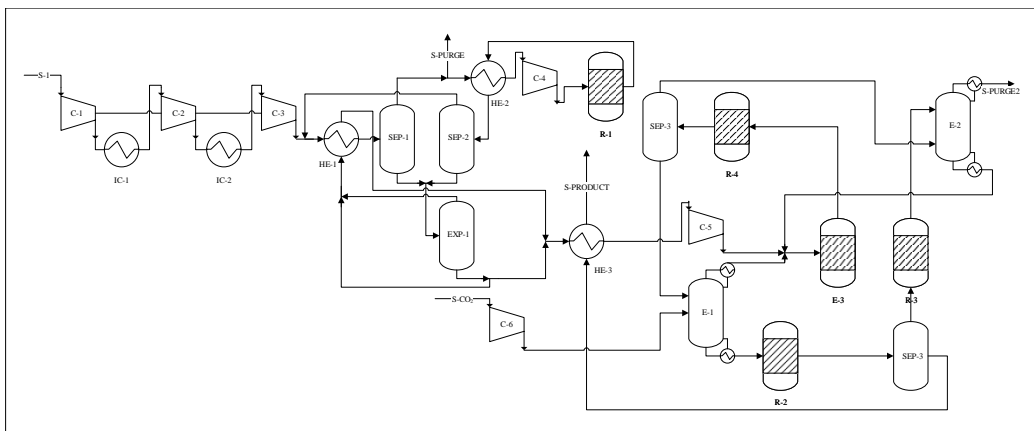 S-1
C-1
IC-1
C-2
IC-2
C-3
HE-1
SEP-1
SEP-2
S-PURGE
HE-2
C-4
R-1
EXP-1
S-PRODUCT
HE-3
S-CO₂
C-6
SEP-3
R-4
C-5
E-1
R-2
E-3
R-3
SEP-3
E-2
S-PURGE2